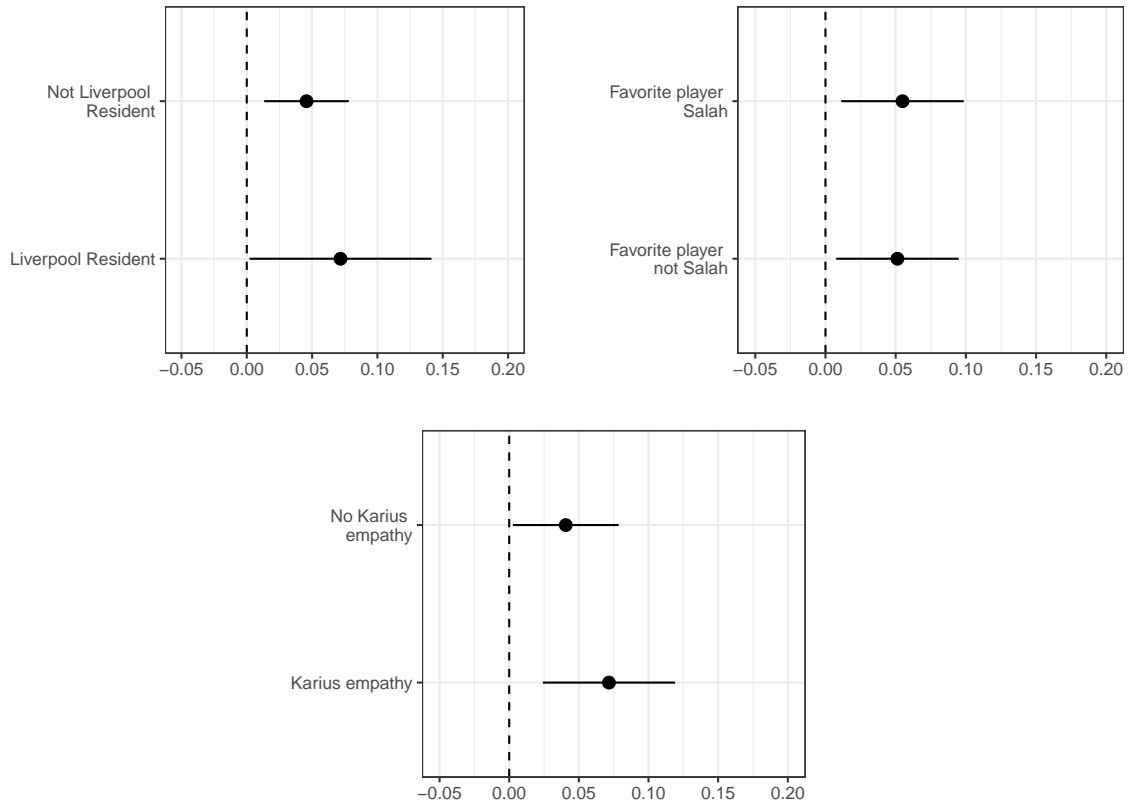 Not Liverpool
Resident
Liverpool Resident
−0.05 0.00 0.05 0.10 0.15 0.20
Favorite player
Salah
Favorite player
not Salah
−0.05 0.00 0.05 0.10 0.15 0.20
No Karius
empathy
Karius empathy
−0.05 0.00 0.05 0.10 0.15 0.20